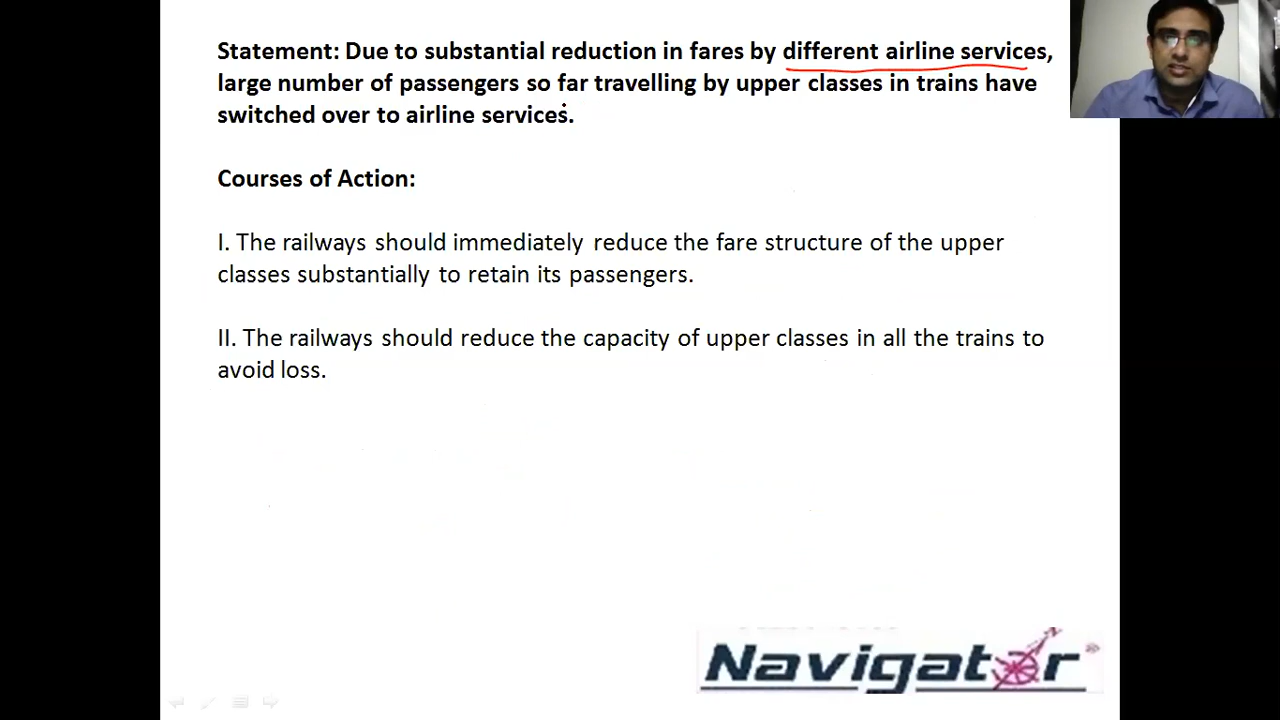 Statement: Due to substantial reduction in fares by different airline services,
large number of passengers so far travelling by upper classes in trains have
switched over to airline services.
Courses of Action:
I. The railways should immediately reduce the fare structure of the upper
classes substantially to retain its passengers.
II. The railways should reduce the capacity of upper classes in all the trains to
avoid loss.
Navigator